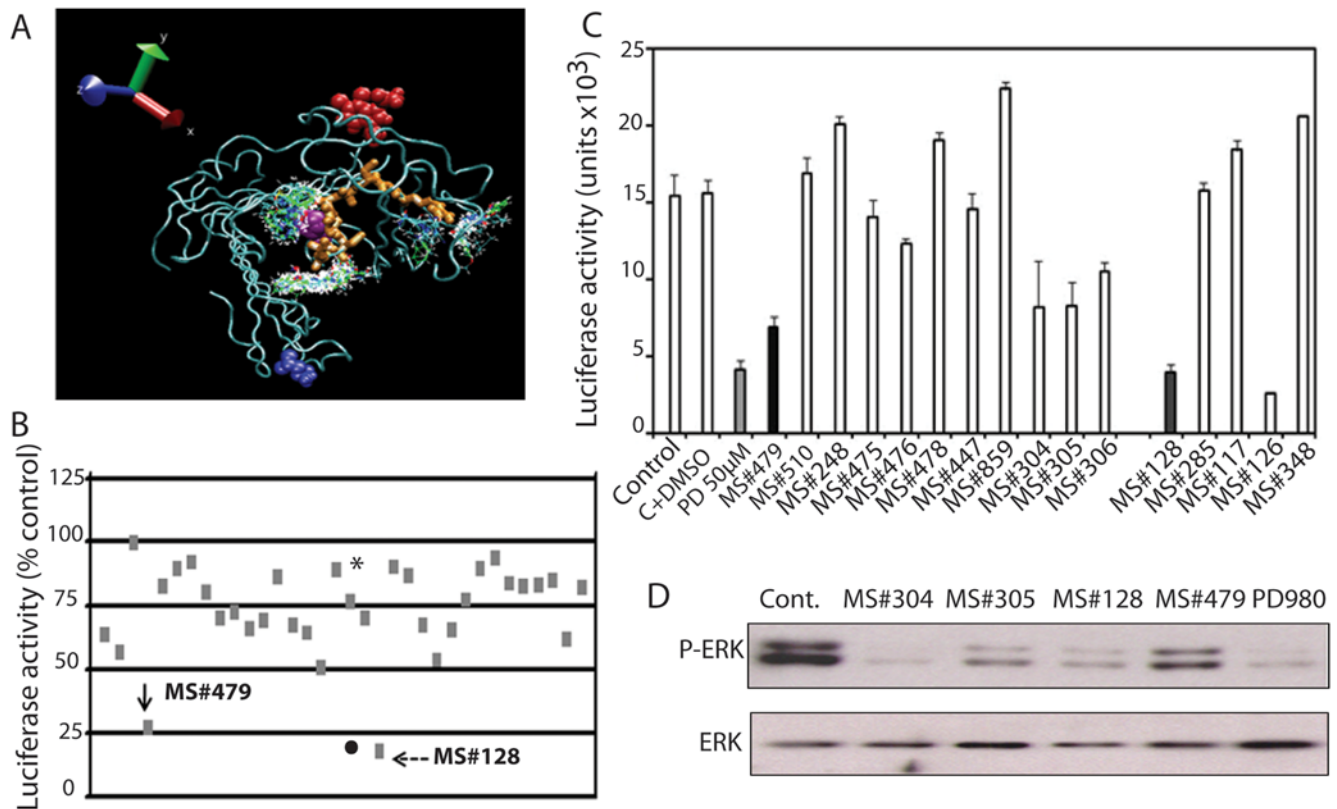 A
y
z
x
B
Luciferase activity (% control)
125
100
75
50
25
0
*
MS#479
MS#128
C
Luciferase activity (units x10³)
25
20
15
10
5
0
Control
C+DMSO
PD 50µM
MS#479
MS#510
MS#248
MS#475
MS#476
MS#478
MS#447
MS#859
MS#304
MS#305
MS#306
MS#128
MS#285
MS#117
MS#126
MS#348
D
Cont. MS#304 MS#305 MS#128 MS#479 PD980
P-ERK
ERK